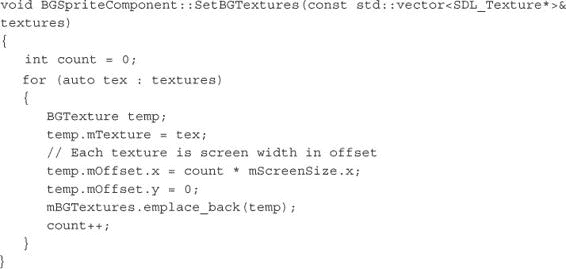 void BGSpriteComponent::SetBGTextures(const std::vector<SDL_Texture*>&
textures)
{
   int count = 0;
   for (auto tex : textures)
   {
      BGTexture temp;
      temp.mTexture = tex;
      // Each texture is screen width in offset
      temp.mOffset.x = count * mScreenSize.x;
      temp.mOffset.y = 0;
      mBGTextures.emplace_back(temp);
      count++;
   }
}